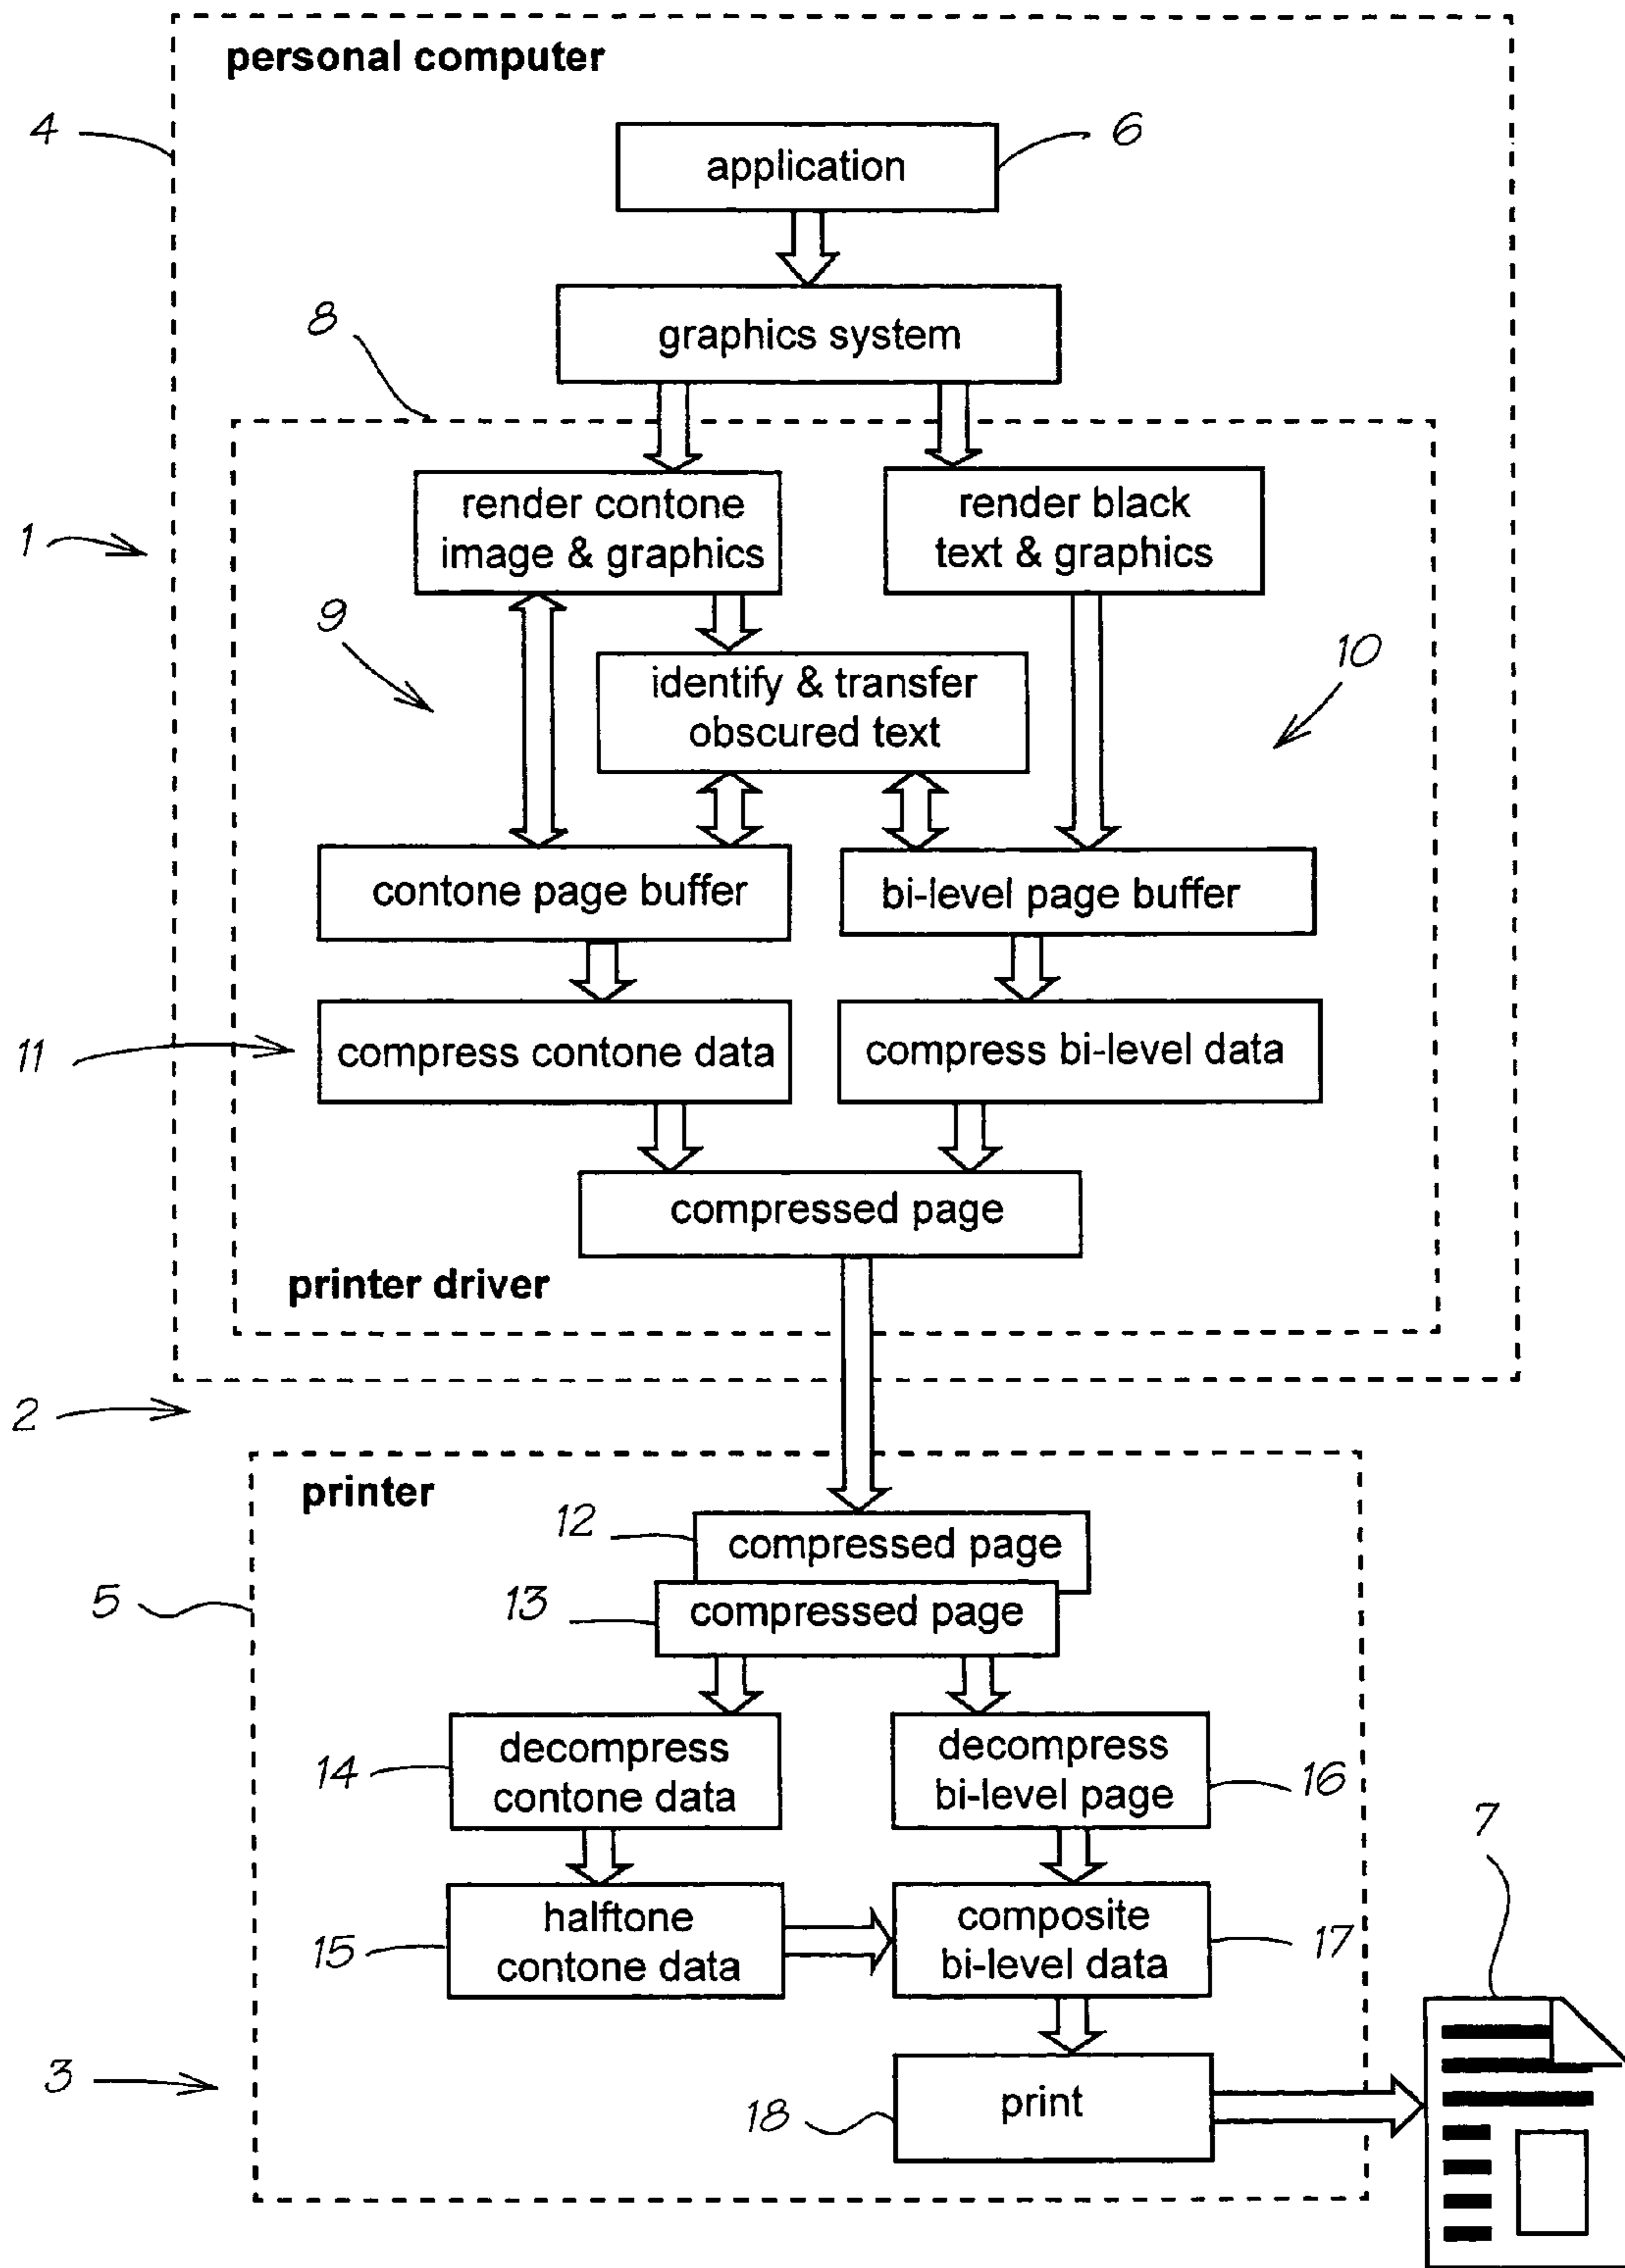 personal computer
4
6
application
8
graphics system
1
render contone
image & graphics
render black
text & graphics
9
identify & transfer
obscured text
10
contone page buffer
bi-level page buffer
11
compress contone data
compress bi-level data
compressed page
printer driver
2
printer
12
compressed page
5
13
compressed page
14
decompress
contone data
decompress
bi-level page
16
7
15
halftone
contone data
composite
bi-level data
17
3
18
print